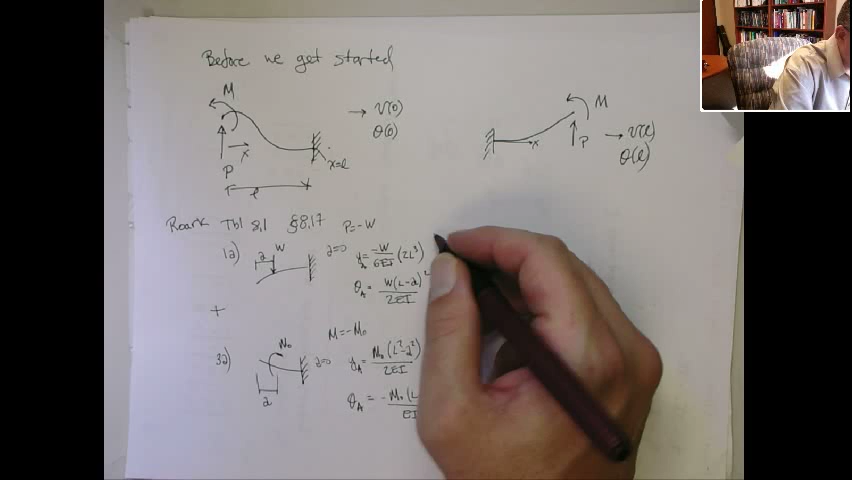 Before we get started
M
→ v(0)
θ(0)
P
x
x=l
l
M
x
P
→ v(l)
θ(l)
Roark Tbl 8.1 §8.17 P=-W
1a) a W a=0 y_A = -W/6EI (2L³)
θ_A = W(L-a)²/2EI
+
M=-M₀
3a) M₀ a=0 y_A = M₀(L²-a²)/2EI
a
θ_A = -M₀(L
EI